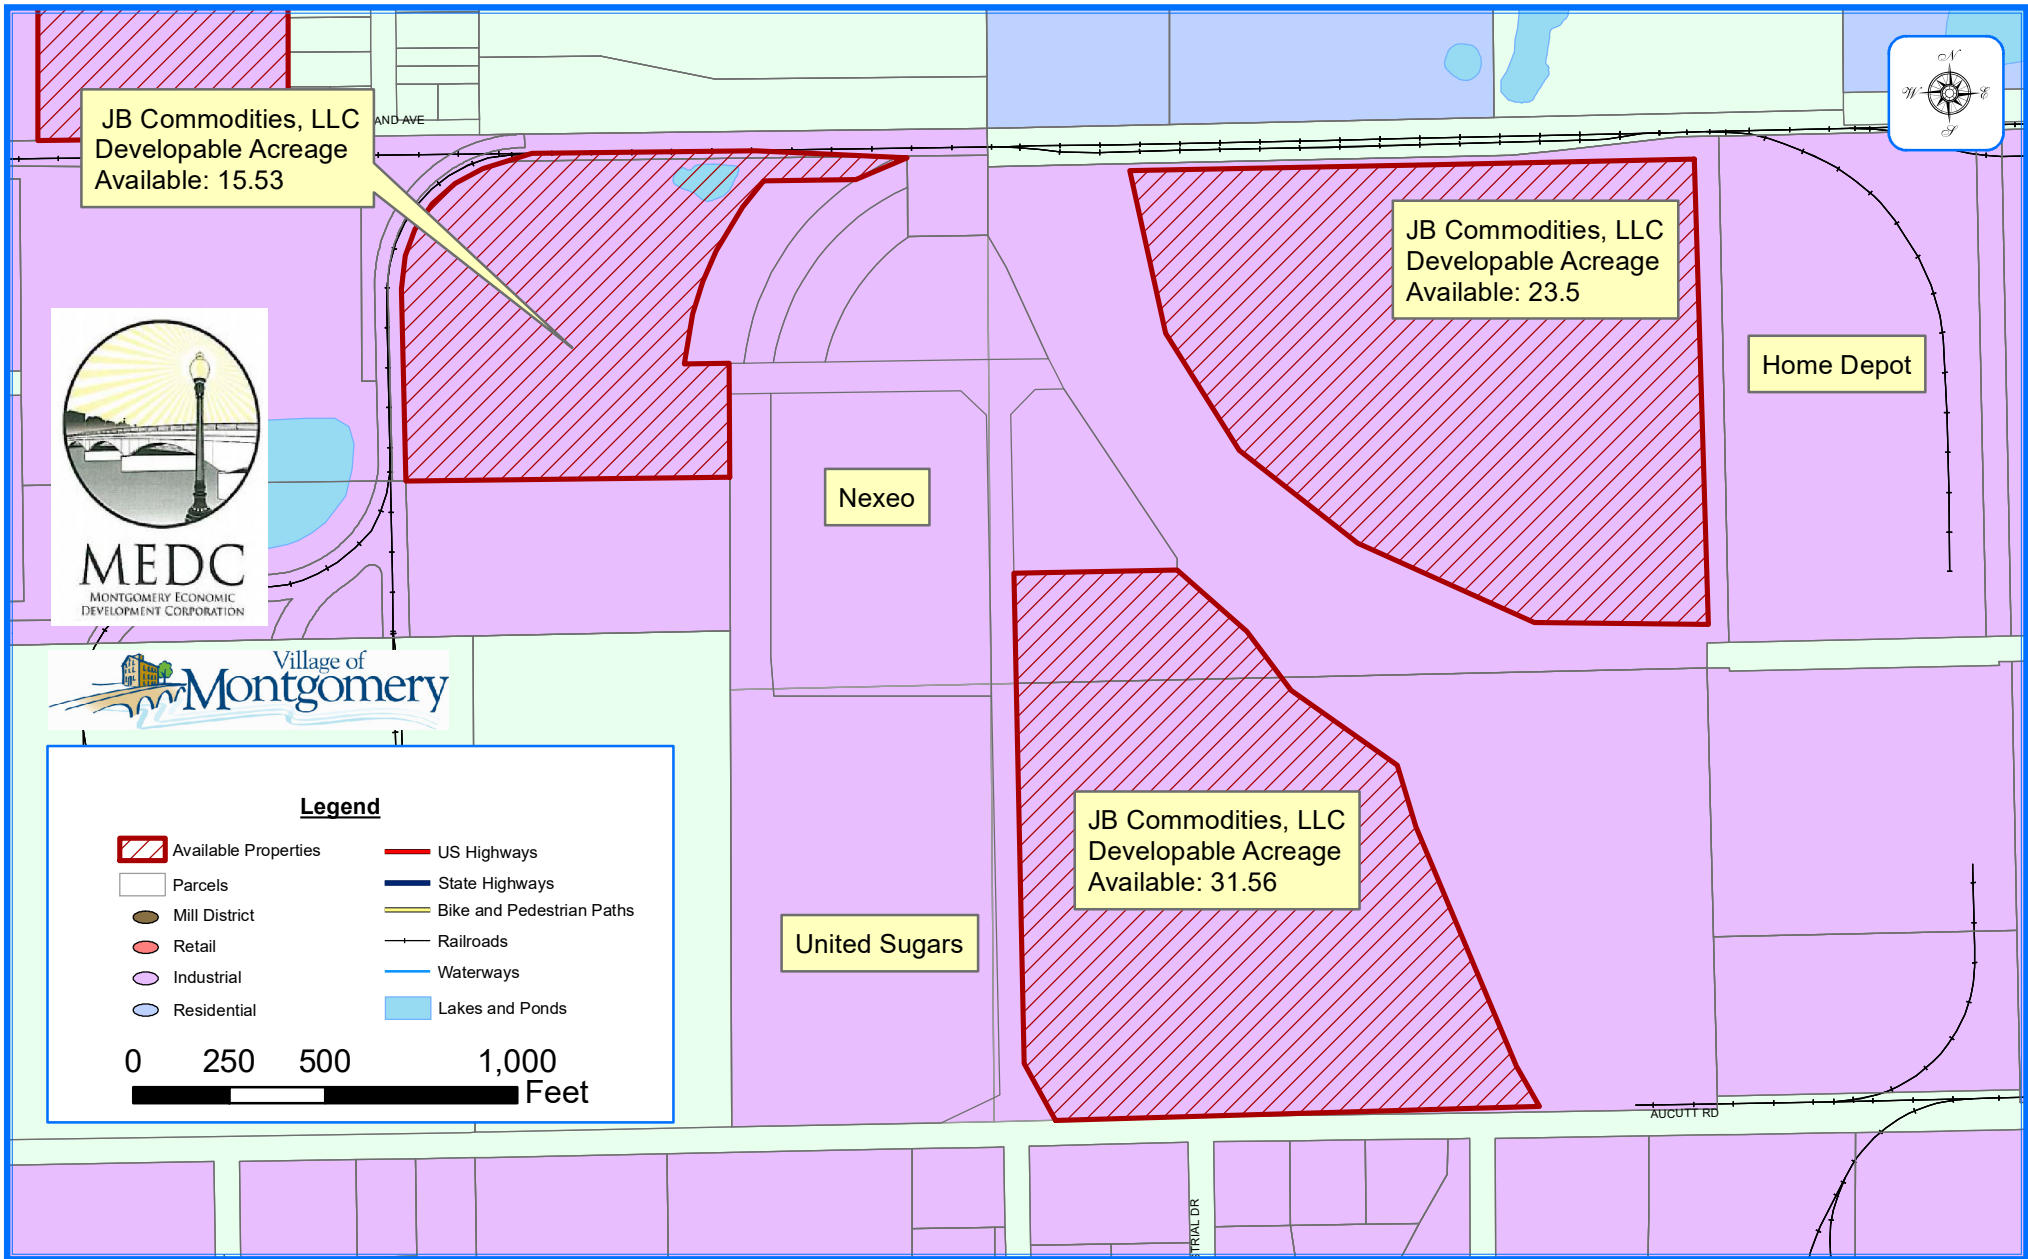 AND AVE
JB Commodities, LLC
Developable Acreage
Available: 15.53
N
W
E
S
JB Commodities, LLC
Developable Acreage
Available: 23.5
Home Depot
Nexeo
MEDC
MONTGOMERY ECONOMIC
DEVELOPMENT CORPORATION
Village of
Montgomery
JB Commodities, LLC
Developable Acreage
Available: 31.56
United Sugars
Legend
Available Properties
Parcels
Mill District
Retail
Industrial
Residential
US Highways
State Highways
Bike and Pedestrian Paths
Railroads
Waterways
Lakes and Ponds
0 250 500 1,000
Feet
AUCUTT RD
STRIAL DR